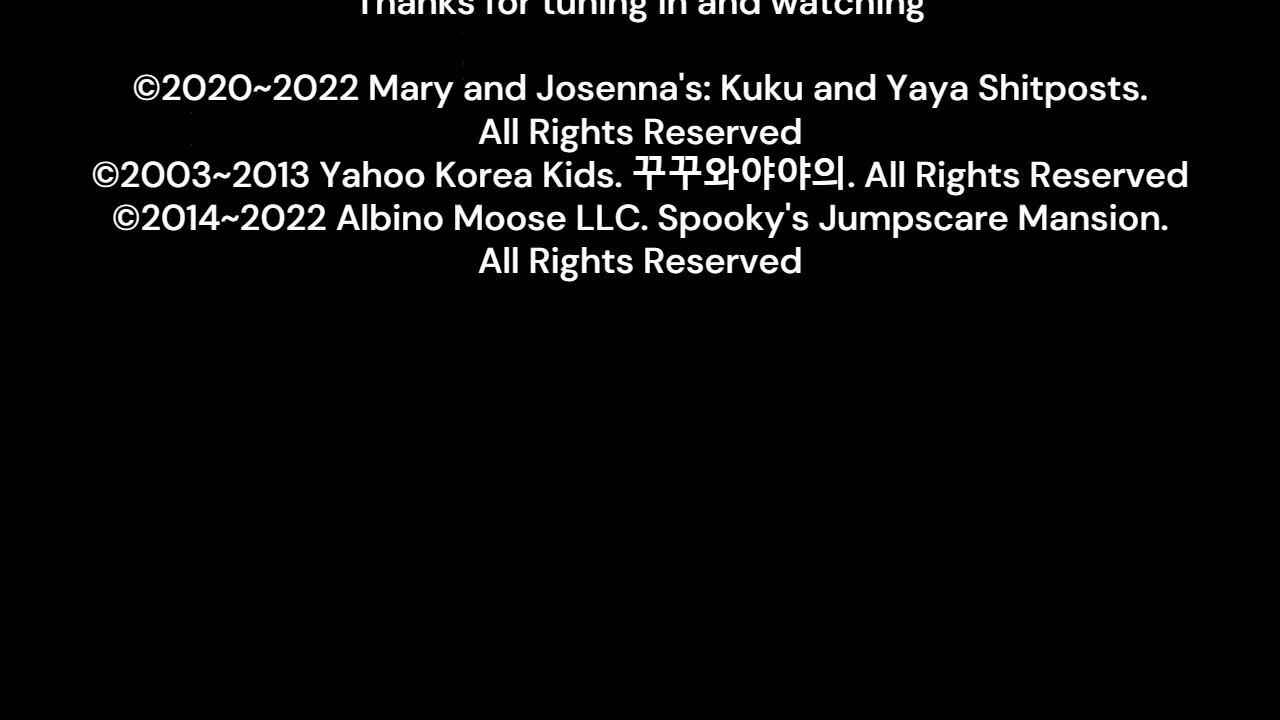 Thanks for tuning in and watching
©2020~2022 Mary and Josenna's: Kuku and Yaya Shitposts.
All Rights Reserved
©2003~2013 Yahoo Korea Kids. 꾸꾸와야야의. All Rights Reserved
©2014~2022 Albino Moose LLC. Spooky's Jumpscare Mansion.
All Rights Reserved